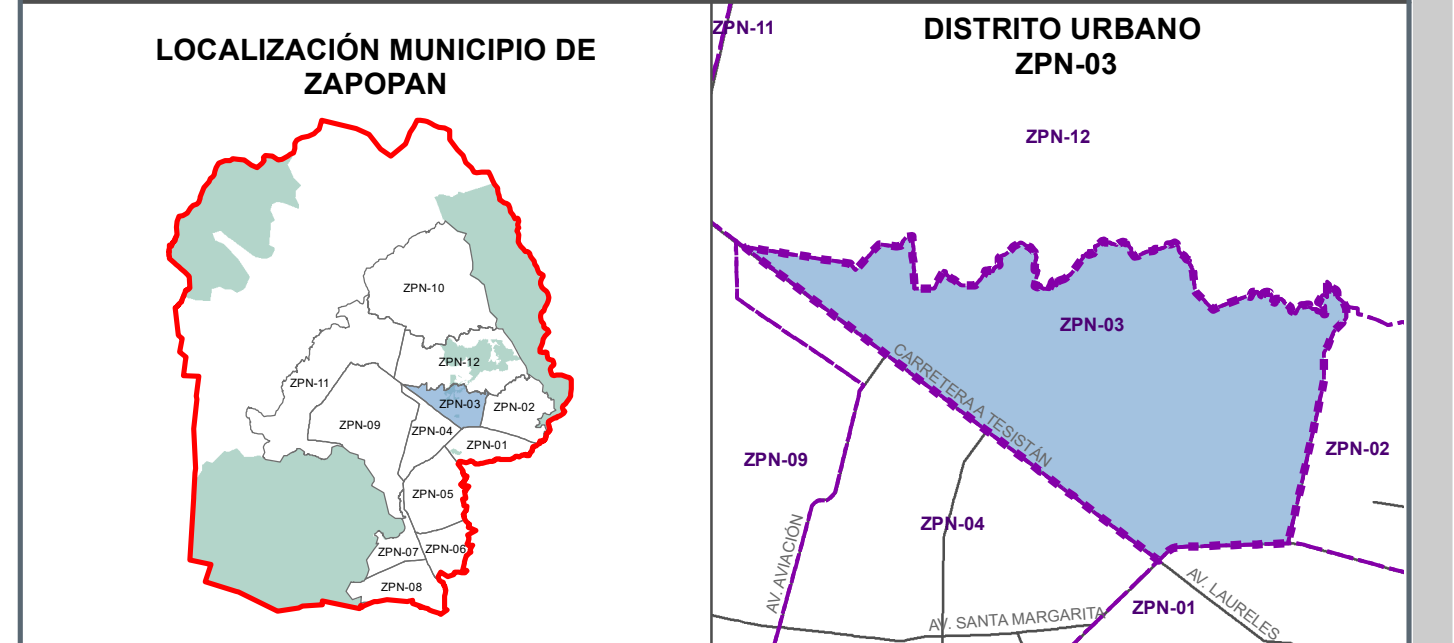 LOCALIZACIÓN MUNICIPIO DE
ZAPOPAN
ZPN-10
ZPN-12
ZPN-11
ZPN-03
ZPN-02
ZPN-09
ZPN-04
ZPN-01
ZPN-05
ZPN-06
ZPN-07
ZPN-08
DISTRITO URBANO
ZPN-03
ZPN-11
ZPN-12
ZPN-03
CARRETERA A TESISTÁN
ZPN-02
ZPN-09
ZPN-04
AV. AVIACIÓN
AV. LAURELES
ZPN-01
AV. SANTA MARGARITA